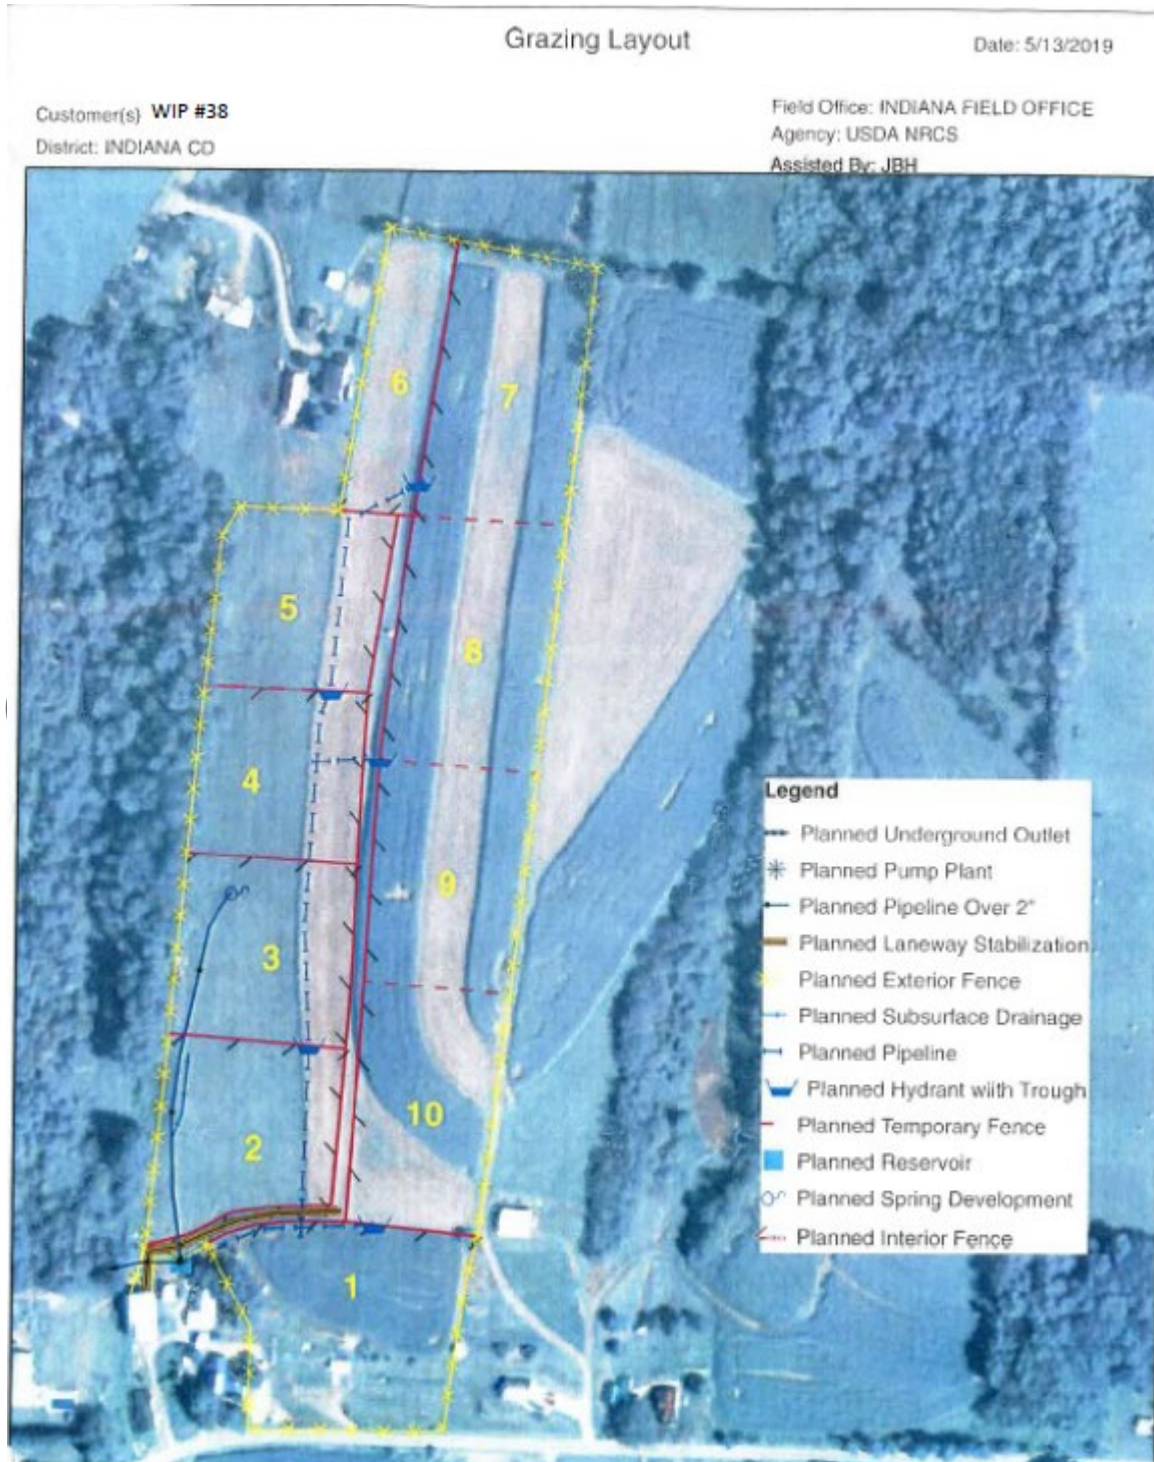 Grazing Layout
Date: 5/13/2019
Customer(s) WIP #38
District: INDIANA CO
Field Office: INDIANA FIELD OFFICE
Agency: USDA NRCS
Assisted By: JBH
6
7
5
8
4
9
3
10
2
1
Legend
Planned Underground Outlet
Planned Pump Plant
Planned Pipeline Over 2"
Planned Laneway Stabilization
Planned Exterior Fence
Planned Subsurface Drainage
Planned Pipeline
Planned Hydrant wiith Trough
Planned Temporary Fence
Planned Reservoir
Planned Spring Development
Planned Interior Fence